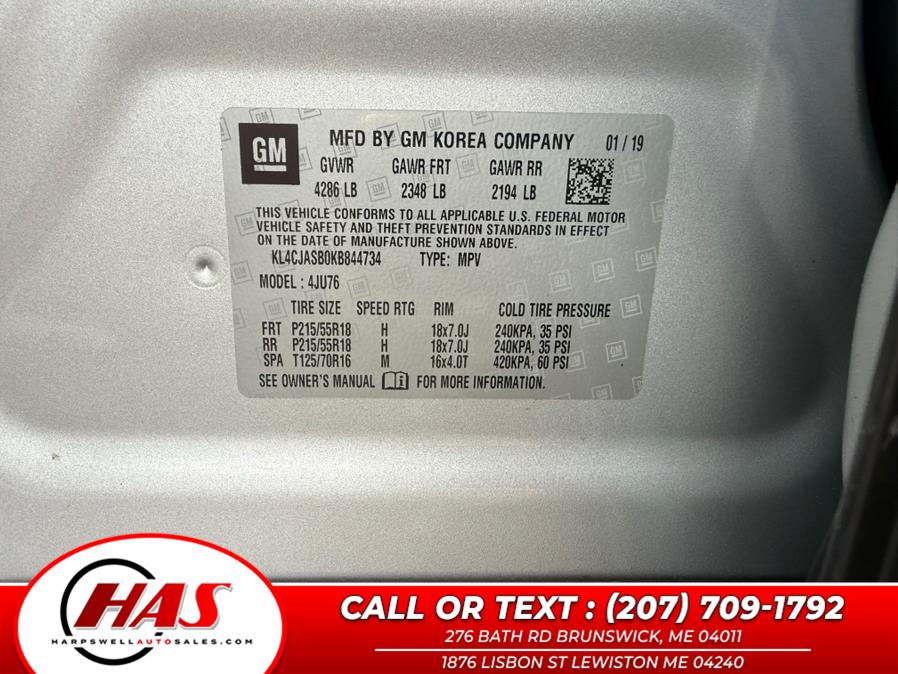 GM
MFD BY GM KOREA COMPANY 01 / 19
GVWR GAWR FRT GAWR RR
4286 LB 2348 LB 2194 LB
THIS VEHICLE CONFORMS TO ALL APPLICABLE U.S. FEDERAL MOTOR
VEHICLE SAFETY AND THEFT PREVENTION STANDARDS IN EFFECT
ON THE DATE OF MANUFACTURE SHOWN ABOVE.
KL4CJASB0KB844734 TYPE: MPV
MODEL : 4JU76
TIRE SIZE SPEED RTG RIM COLD TIRE PRESSURE
FRT P215/55R18 H 18x7.0J 240KPA, 35 PSI
RR P215/55R18 H 18x7.0J 240KPA, 35 PSI
SPA T125/70R16 M 16x4.0T 420KPA, 60 PSI
SEE OWNER'S MANUAL FOR MORE INFORMATION.
HAS
HARPSWELLAUTOSALES.COM
CALL OR TEXT : (207) 709-1792
276 BATH RD BRUNSWICK, ME 04011
1876 LISBON ST LEWISTON ME 04240